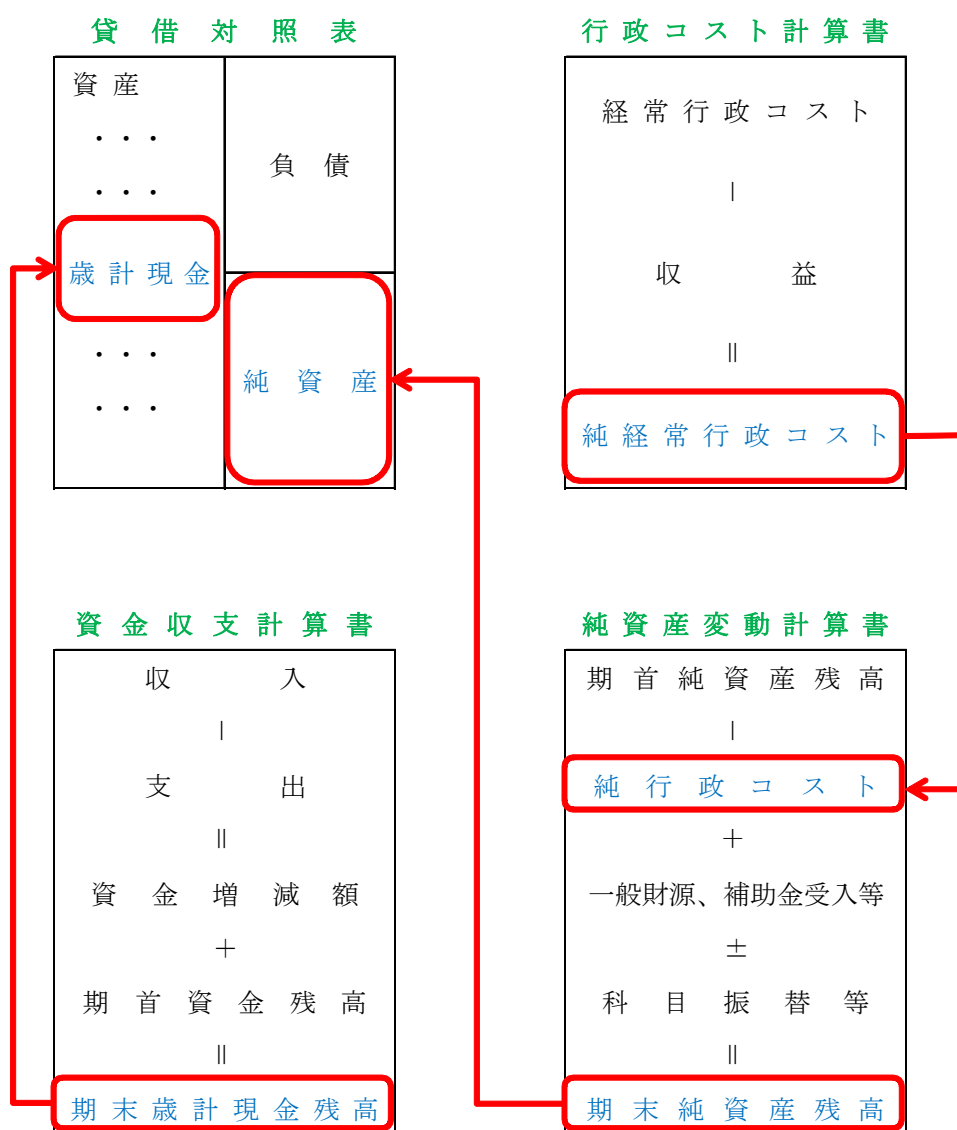 貸借対照表
資産
・・・
・・・
歳計現金
・・・
・・・
負債
純資産
行政コスト計算書
経常行政コスト
－
収益
＝
純経常行政コスト
資金収支計算書
収入
－
支出
＝
資金増減額
＋
期首資金残高
＝
期末歳計現金残高
純資産変動計算書
期首純資産残高
－
純行政コスト
＋
一般財源、補助金受入等
±
科目振替等
＝
期末純資産残高